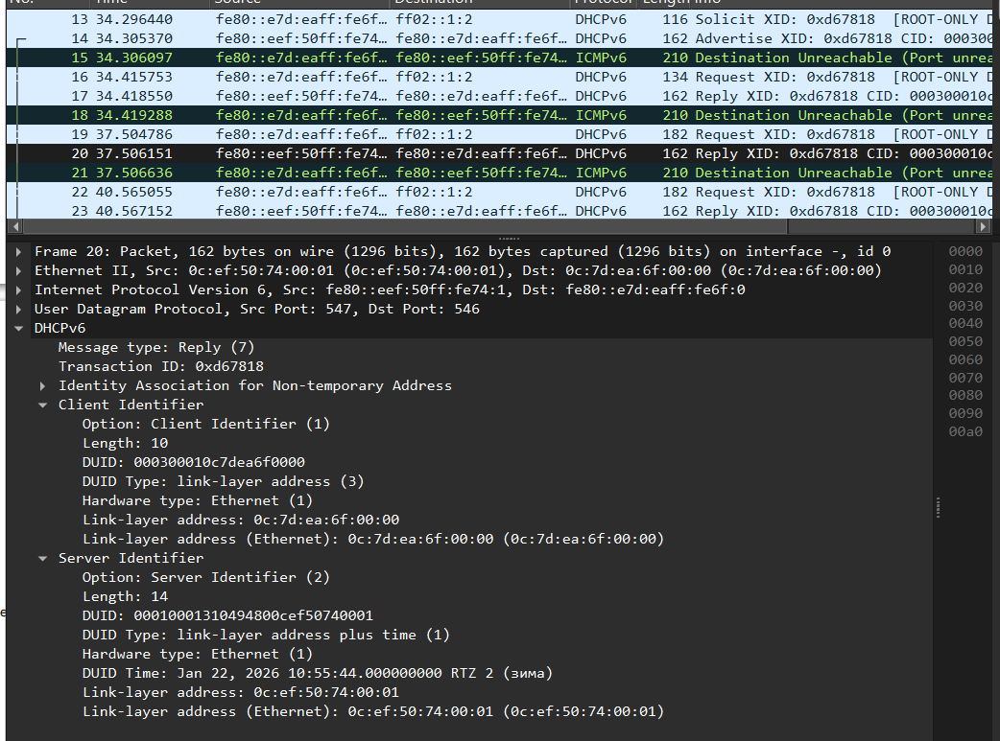 13 34.296440 fe80::e7d:eaff:fe6f… ff02::1:2 DHCPv6 116 Solicit XID: 0xd67818 [ROOT-ONLY D
14 34.305370 fe80::eef:50ff:fe74… fe80::e7d:eaff:fe6f… DHCPv6 162 Advertise XID: 0xd67818 CID: 000300
15 34.306097 fe80::e7d:eaff:fe6f… fe80::eef:50ff:fe74… ICMPv6 210 Destination Unreachable (Port unrea
16 34.415753 fe80::e7d:eaff:fe6f… ff02::1:2 DHCPv6 134 Request XID: 0xd67818 [ROOT-ONLY D
17 34.418550 fe80::eef:50ff:fe74… fe80::e7d:eaff:fe6f… DHCPv6 162 Reply XID: 0xd67818 CID: 000300010c
18 34.419288 fe80::e7d:eaff:fe6f… fe80::eef:50ff:fe74… ICMPv6 210 Destination Unreachable (Port unrea
19 37.504786 fe80::e7d:eaff:fe6f… ff02::1:2 DHCPv6 182 Request XID: 0xd67818 [ROOT-ONLY D
20 37.506151 fe80::eef:50ff:fe74… fe80::e7d:eaff:fe6f… DHCPv6 162 Reply XID: 0xd67818 CID: 000300010c
21 37.506636 fe80::e7d:eaff:fe6f… fe80::eef:50ff:fe74… ICMPv6 210 Destination Unreachable (Port unrea
22 40.565055 fe80::e7d:eaff:fe6f… ff02::1:2 DHCPv6 182 Request XID: 0xd67818 [ROOT-ONLY D
23 40.567152 fe80::eef:50ff:fe74… fe80::e7d:eaff:fe6f… DHCPv6 162 Reply XID: 0xd67818 CID: 000300010c
Frame 20: Packet, 162 bytes on wire (1296 bits), 162 bytes captured (1296 bits) on interface -, id 0
Ethernet II, Src: 0c:ef:50:74:00:01 (0c:ef:50:74:00:01), Dst: 0c:7d:ea:6f:00:00 (0c:7d:ea:6f:00:00)
Internet Protocol Version 6, Src: fe80::eef:50ff:fe74:1, Dst: fe80::e7d:eaff:fe6f:0
User Datagram Protocol, Src Port: 547, Dst Port: 546
DHCPv6
Message type: Reply (7)
Transaction ID: 0xd67818
Identity Association for Non-temporary Address
Client Identifier
Option: Client Identifier (1)
Length: 10
DUID: 000300010c7dea6f0000
DUID Type: link-layer address (3)
Hardware type: Ethernet (1)
Link-layer address: 0c:7d:ea:6f:00:00
Link-layer address (Ethernet): 0c:7d:ea:6f:00:00 (0c:7d:ea:6f:00:00)
Server Identifier
Option: Server Identifier (2)
Length: 14
DUID: 00010001310494800cef50740001
DUID Type: link-layer address plus time (1)
Hardware type: Ethernet (1)
DUID Time: Jan 22, 2026 10:55:44.000000000 RTZ 2 (зима)
Link-layer address: 0c:ef:50:74:00:01
Link-layer address (Ethernet): 0c:ef:50:74:00:01 (0c:ef:50:74:00:01)
0000
0010
0020
0030
0040
0050
0060
0070
0080
0090
00a0